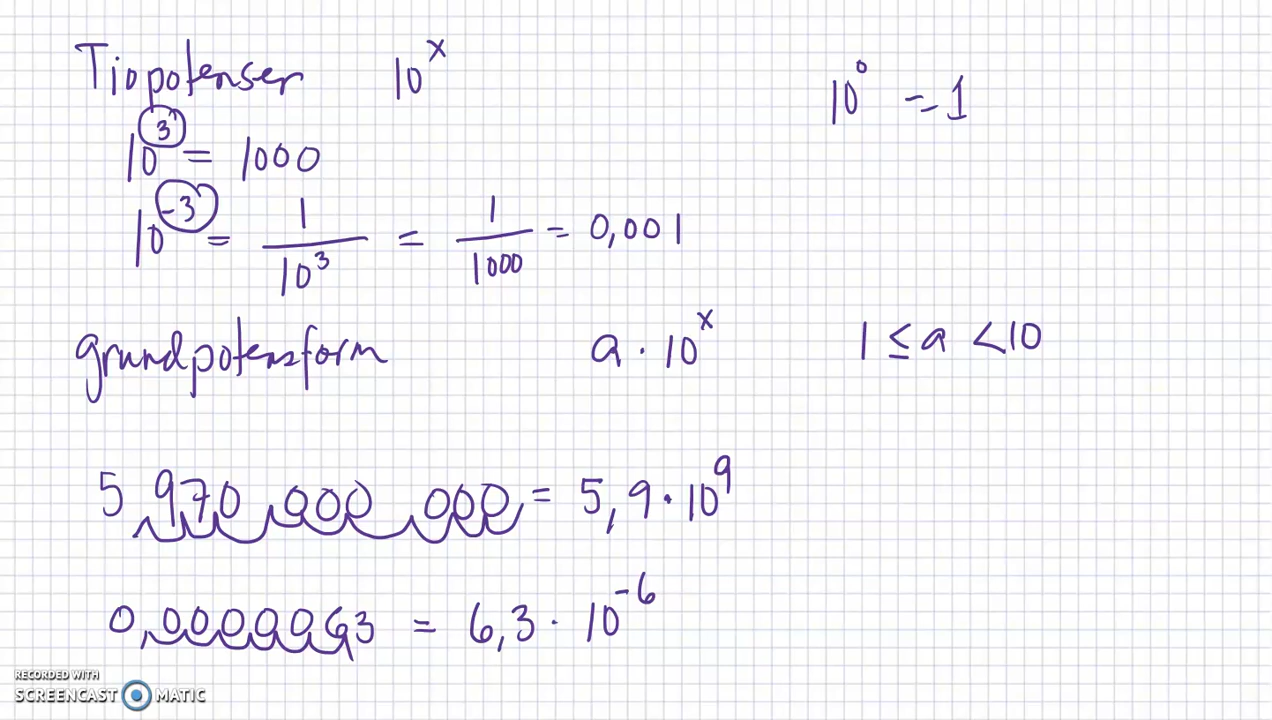 Tiopotenser 10^x 10^0 = 1
10^3 = 1000
10^-3 = 1/10^3 = 1/1000 = 0,001
grundpotensform a · 10^x 1 ≤ a < 10
5 970 000 000 = 5,9 · 10^9
0,0000063 = 6,3 · 10^-6
RECORDED WITH
SCREENCAST MATIC